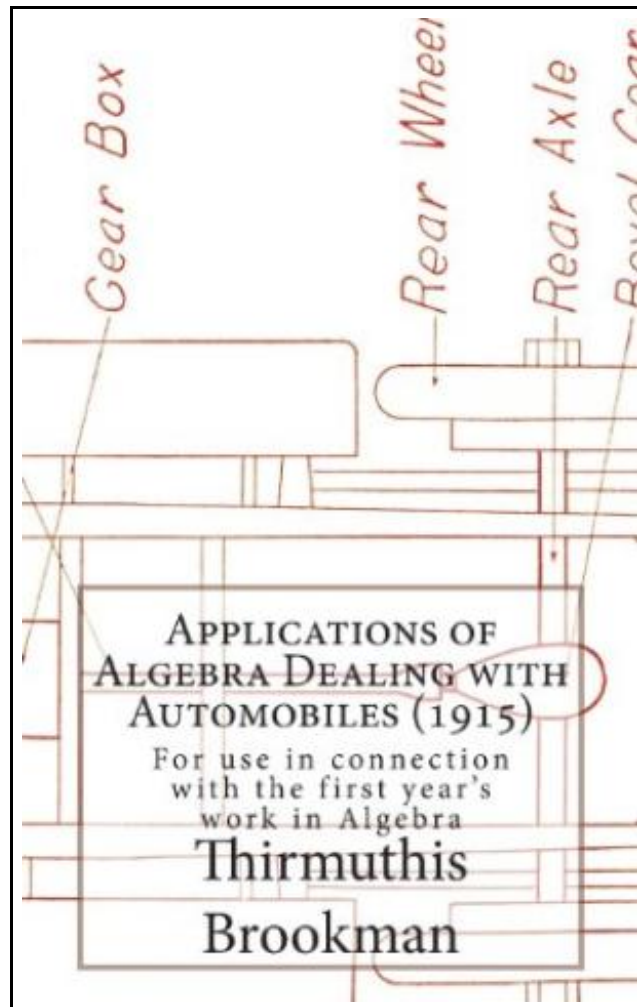 Gear Box
Rear Wheel
Rear Axle
APPLICATIONS OF
ALGEBRA DEALING WITH
AUTOMOBILES (1915)
For use in connection
with the first year's
work in Algebra
Thirmuthis
Brookman